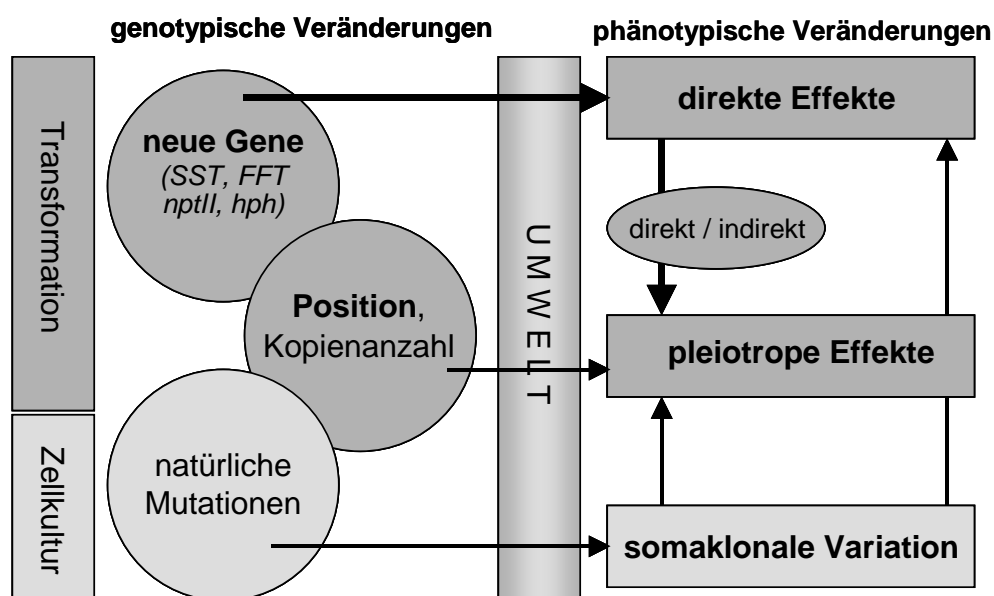 genotypische Veränderungen
phänotypische Veränderungen
Transformation
neue Gene
(SST, FFT
nptII, hph)
Position,
Kopienanzahl
Zellkultur
natürliche
Mutationen
UMWELT
direkte Effekte
direkt / indirekt
pleiotrope Effekte
somaklonale Variation